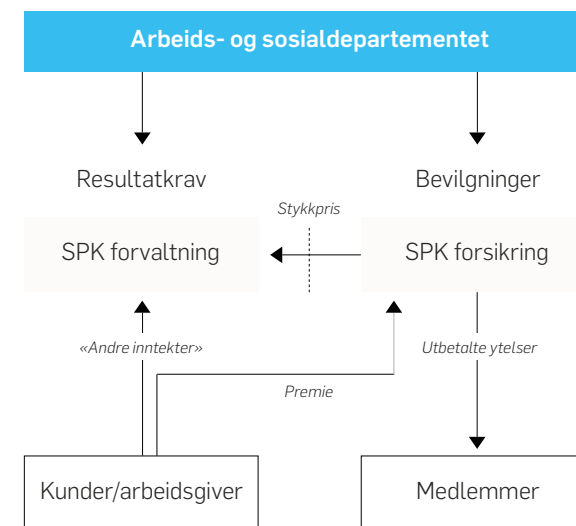 Arbeids- og sosialdepartementet
Resultatkrav
Bevilgninger
Stykkpris
SPK forvaltning
SPK forsikring
«Andre inntekter»
Utbetalte ytelser
Premie
Kunder/arbeidsgiver
Medlemmer